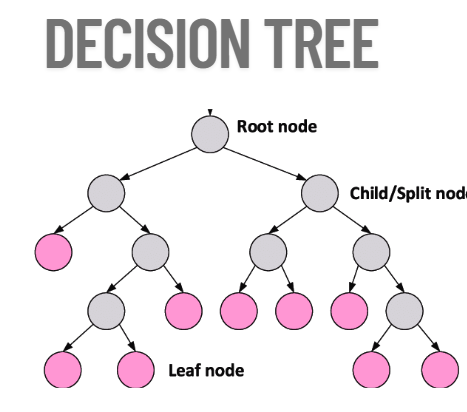 DECISION TREE
Root node
Child/Split node
Leaf node